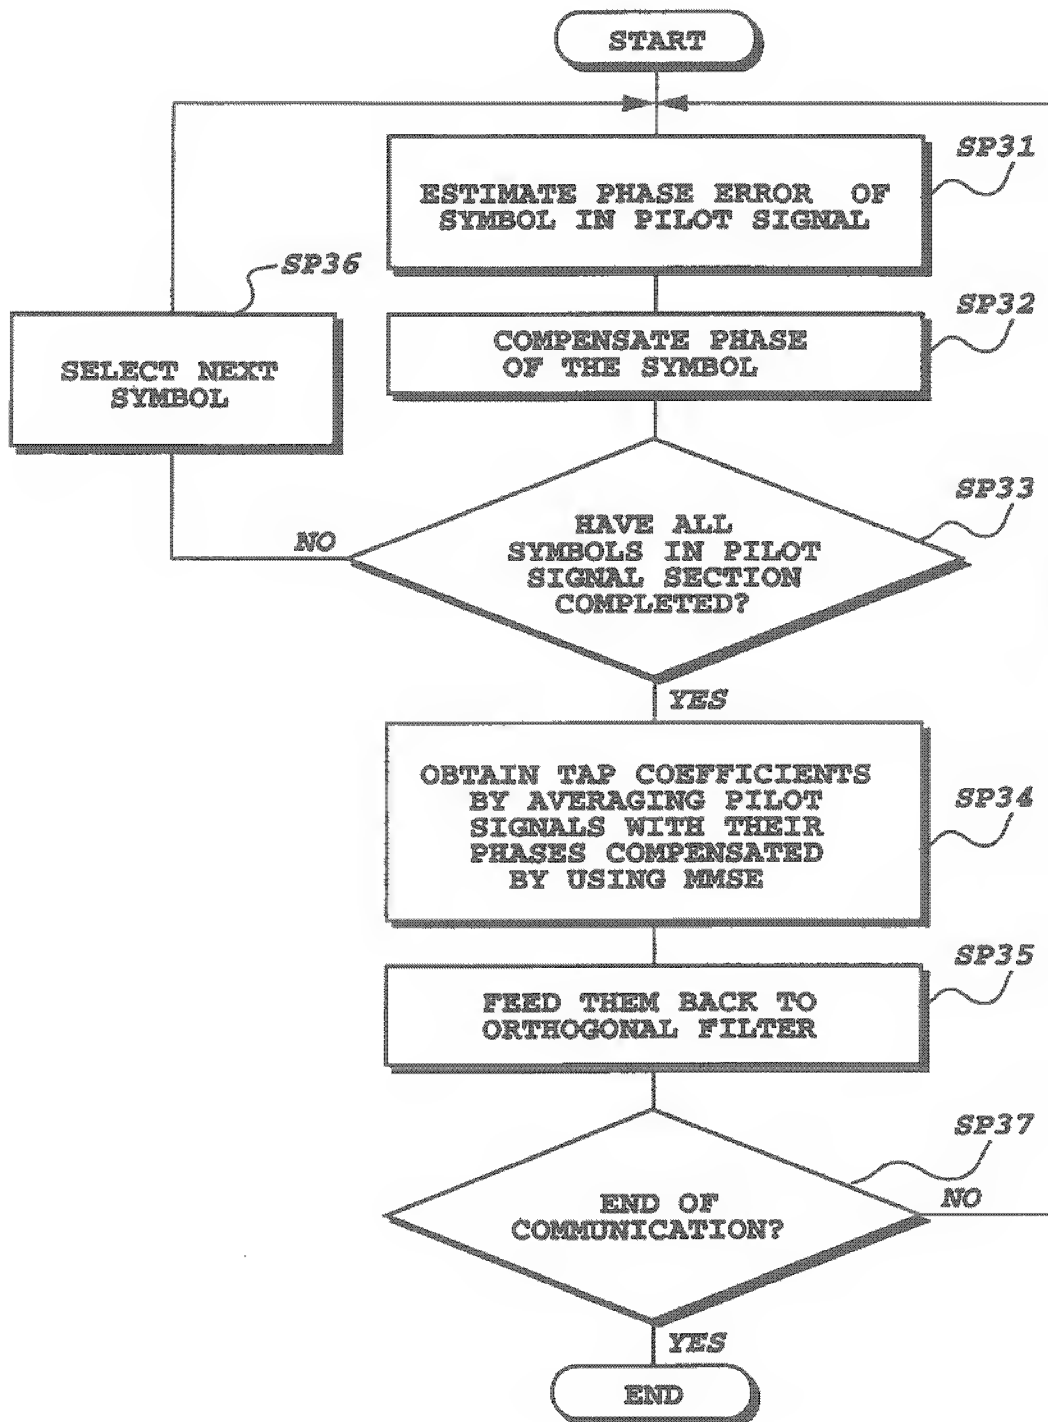 START
SP31
ESTIMATE PHASE ERROR OF
SYMBOL IN PILOT SIGNAL
SP36
SP32
COMPENSATE PHASE
OF THE SYMBOL
SELECT NEXT
SYMBOL
SP33
HAVE ALL
SYMBOLS IN PILOT
SIGNAL SECTION
COMPLETED?
NO
YES
OBTAIN TAP COEFFICIENTS
BY AVERAGING PILOT
SIGNALS WITH THEIR
PHASES COMPENSATED
BY USING MMSE
SP34
SP35
FEED THEM BACK TO
ORTHOGONAL FILTER
SP37
END OF
COMMUNICATION?
NO
YES
END